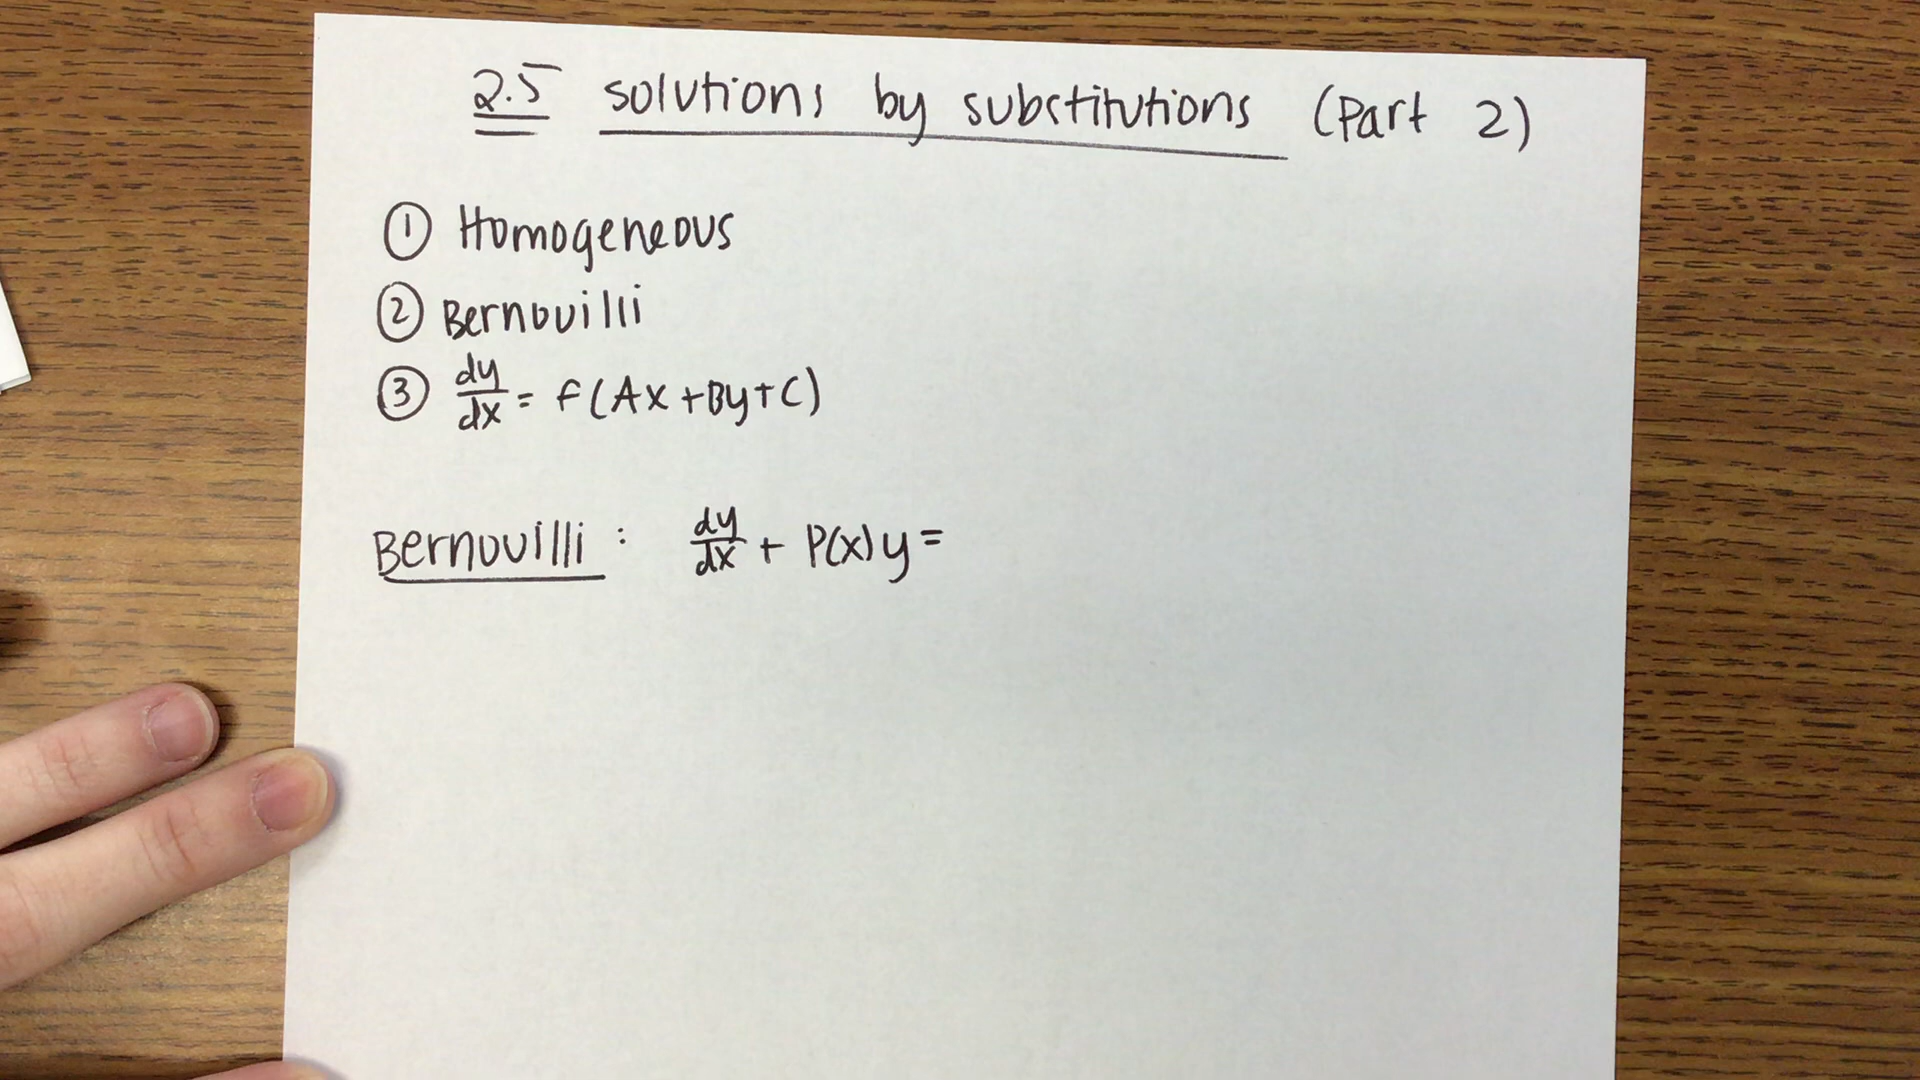 2.5 solutions by substitutions (Part 2)
① Homogeneous
② Bernouilli
③ dy/dx = f(Ax+By+C)
Bernouilli : dy/dx + P(x)y =